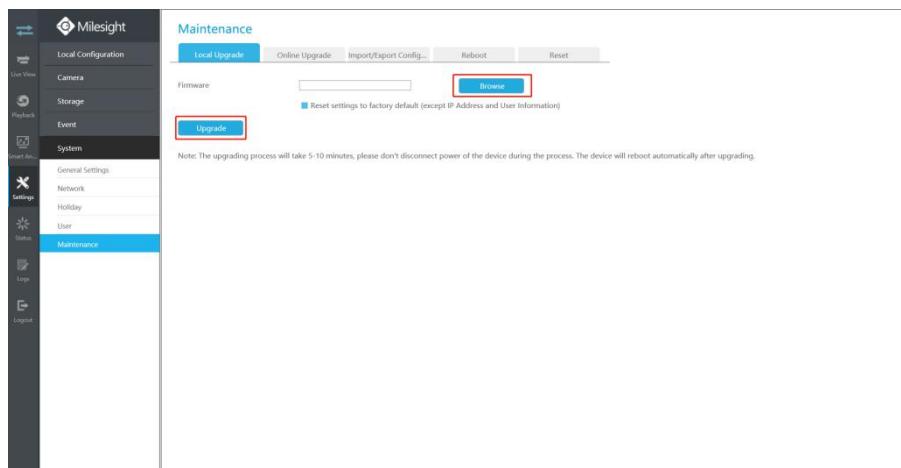 Milesight
Live View
Playback
Smart An...
Settings
Status
Logs
Logout
Local Configuration
Camera
Storage
Event
System
General Settings
Network
Holiday
User
Maintenance
Maintenance
Local Upgrade Online Upgrade Import/Export Config... Reboot Reset
Firmware Browse
Reset settings to factory default (except IP Address and User Information)
Upgrade
Note: The upgrading process will take 5-10 minutes, please don't disconnect power of the device during the process. The device will reboot automatically after upgrading.